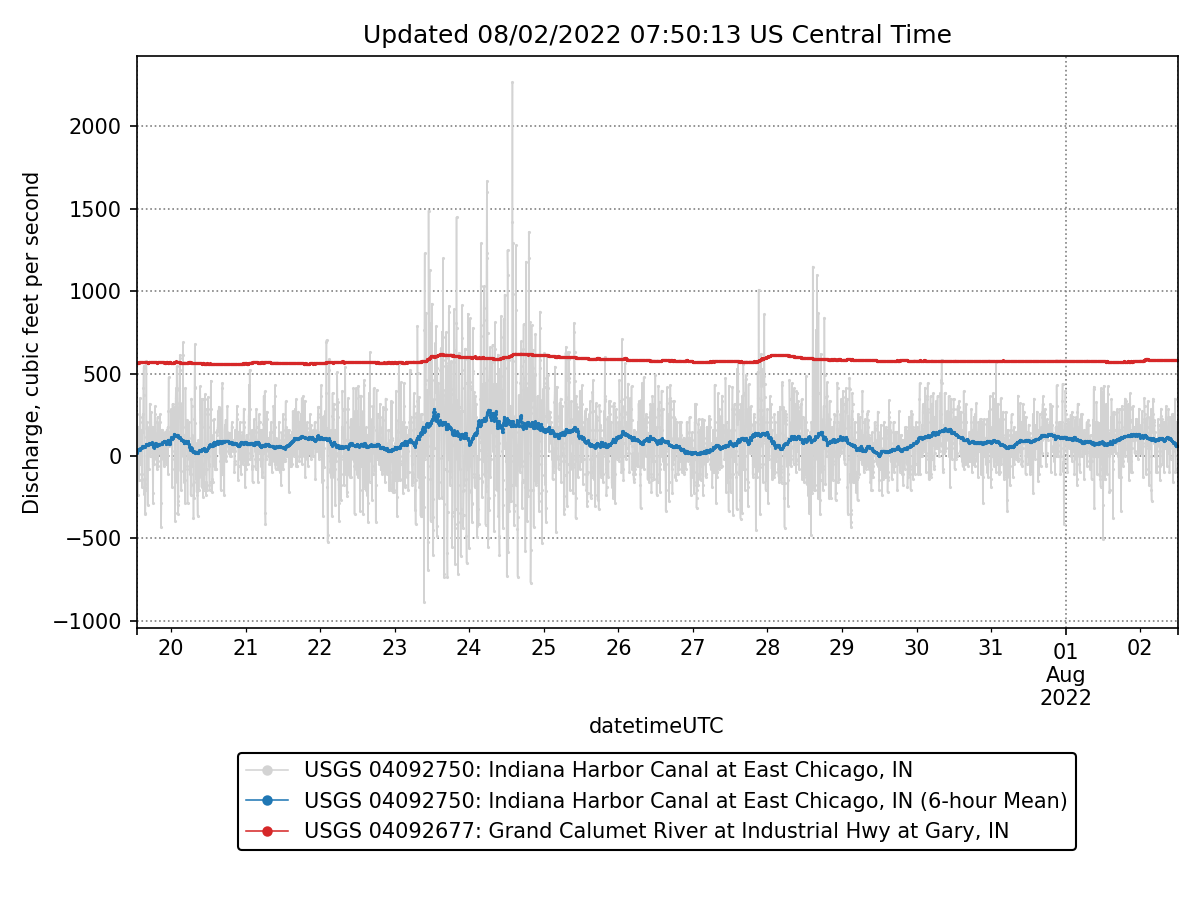 Updated 08/02/2022 07:50:13 US Central Time
Discharge, cubic feet per second
2000
1500
1000
500
0
−500
−1000
20 21 22 23 24 25 26 27 28 29 30 31 01 02
Aug
2022
datetimeUTC
USGS 04092750: Indiana Harbor Canal at East Chicago, IN
USGS 04092750: Indiana Harbor Canal at East Chicago, IN (6-hour Mean)
USGS 04092677: Grand Calumet River at Industrial Hwy at Gary, IN